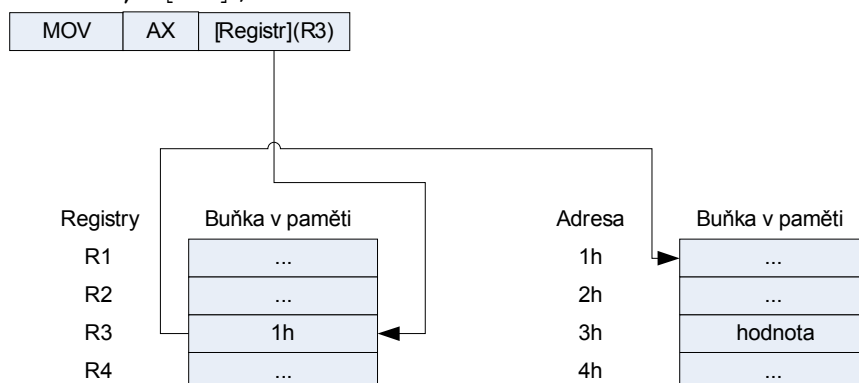 MOV AX [Registr](R3)
Registry Buňka v paměti Adresa Buňka v paměti
R1 ... 1h ...
R2 ... 2h ...
R3 1h 3h hodnota
R4 ... 4h ...